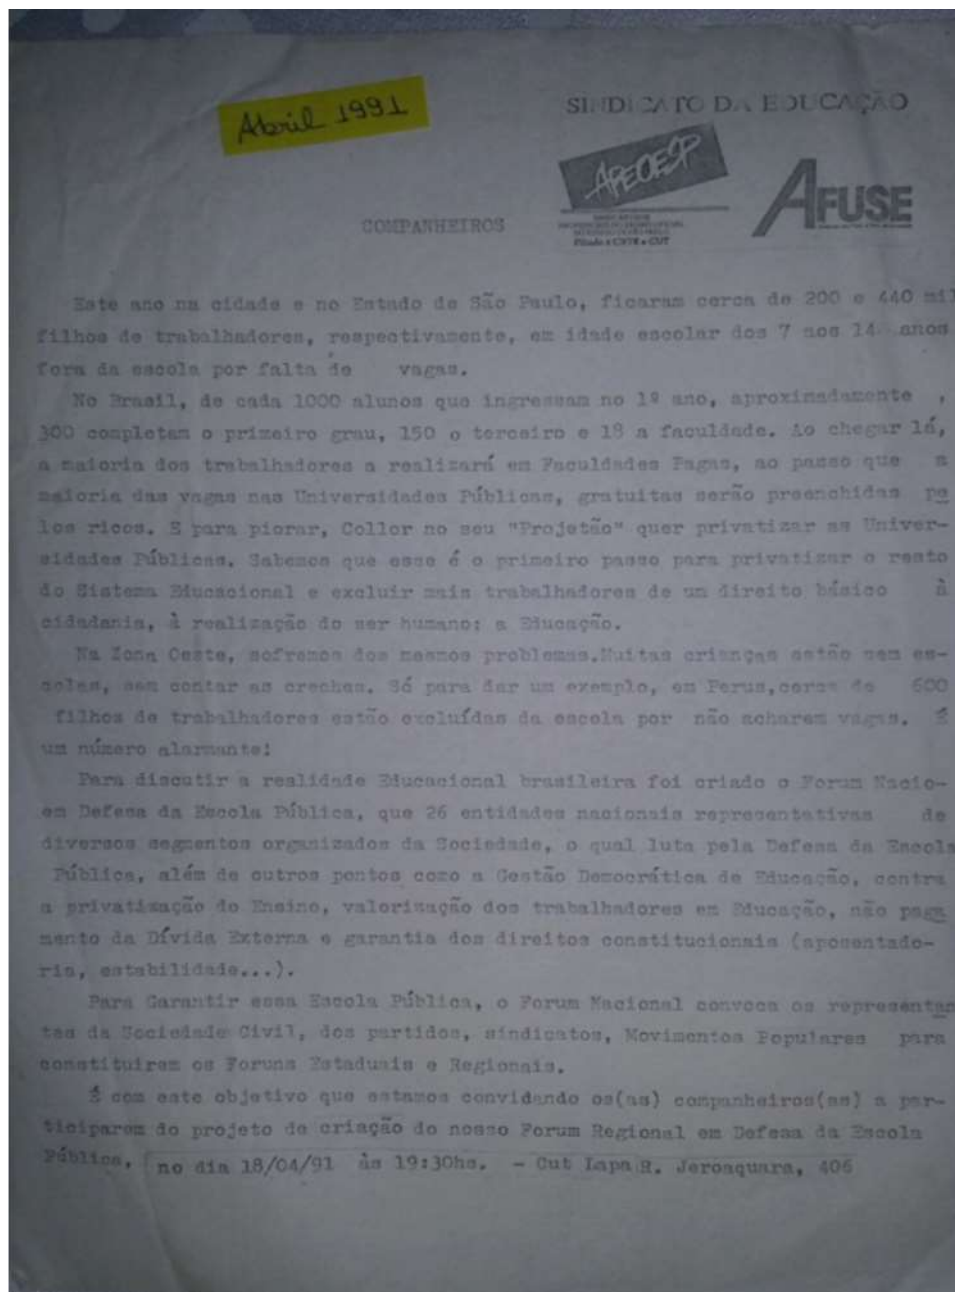 Abril 1991
SINDICATO DA EDUCAÇÃO
APEOESP
AFUSE
Filiado à CNTE e CUT
COMPANHEIROS
Este ano na cidade e no Estado de São Paulo, ficaram cerca de 200 e 440 mil
filhos de trabalhadores, respectivamente, em idade escolar dos 7 aos 14 anos
fora da escola por falta de vagas.
No Brasil, de cada 1000 alunos que ingressam no 1º ano, aproximadamente ,
300 completam o primeiro grau, 150 o terceiro e 18 a faculdade. Ao chegar lá,
a maioria dos trabalhadores a realizará em Faculdades Pagas, ao passo que a
maioria das vagas nas Universidades Públicas, gratuitas serão preenchidas pe
los ricos. E para piorar, Collor no seu "Projetão" quer privatizar as Univer-
sidades Públicas. Sabemos que esse é o primeiro passo para privatizar o resto
do Sistema Educacional e excluir mais trabalhadores de um direito básico à
cidadania, à realização do ser humano: a Educação.
Na Zona Oeste, sofremos dos mesmos problemas.Muitas crianças estão sem es-
colas, sem contar as creches. Só para dar um exemplo, em Perus,cerca de 600
filhos de trabalhadores estão excluídas da escola por não acharem vagas. É
um número alarmante!
Para discutir a realidade Educacional brasileira foi criado o Forum Nacio-
em Defesa da Escola Pública, que 26 entidades nacionais representativas de
diversos segmentos organizados da Sociedade, o qual luta pela Defesa da Escola
Pública, além de outros pontos como a Gestão Democrática de Educação, contra
a privatização do Ensino, valorização dos trabalhadores em Educação, não paga
mento da Dívida Externa e garantia dos direitos constitucionais (aposentado-
ria, estabilidade...).
Para Garantir essa Escola Pública, o Forum Nacional convoca os representan
tes da Sociedade Civil, dos partidos, sindicatos, Movimentos Populares para
constituirem os Foruns Estaduais e Regionais.
É com este objetivo que estamos convidando os(as) companheiros(as) a par-
ticiparem do projeto de criação do nosso Forum Regional em Defesa da Escola
Pública, no dia 18/04/91 às 19:30hs. - Cut Lapa R. Jeroaquara, 406